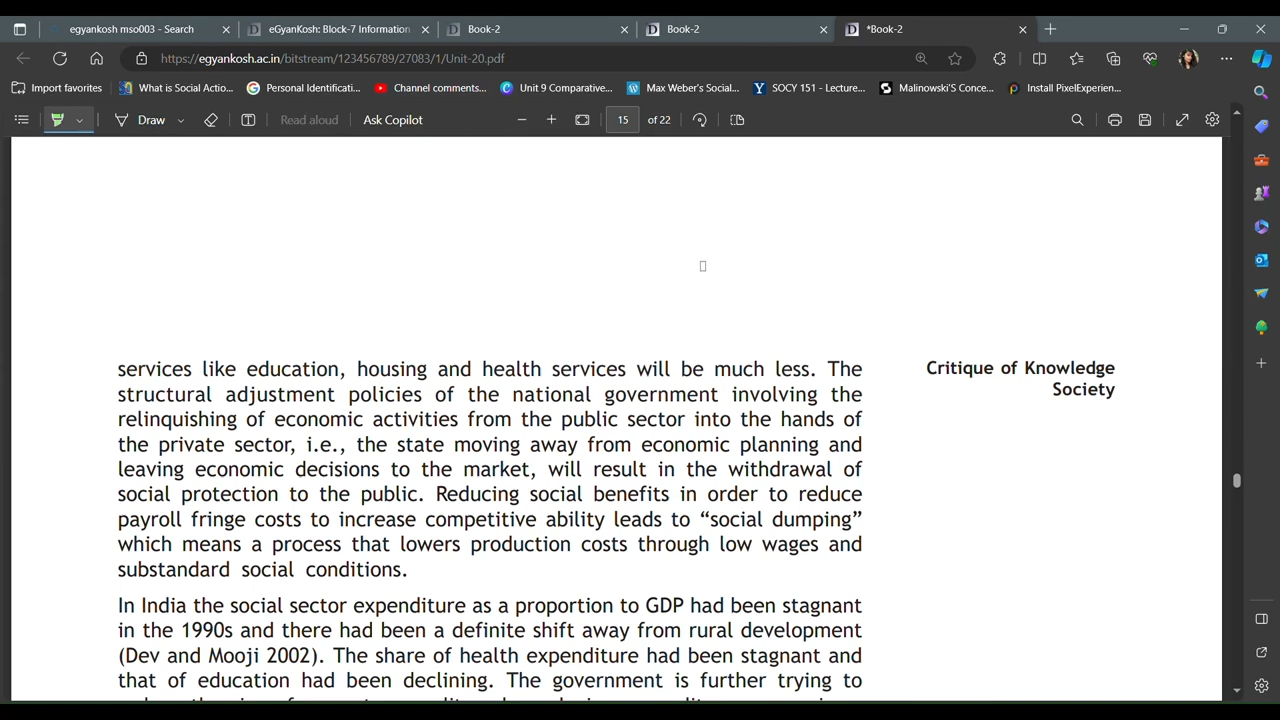 egyankosh mso003 - Search
eGyanKosh: Block-7 Information
Book-2
Book-2
*Book-2
https://egyankosh.ac.in/bitstream/123456789/27083/1/Unit-20.pdf
Import favorites
What is Social Actio...
Personal Identificati...
Channel comments...
Unit 9 Comparative...
Max Weber's Social...
SOCY 151 - Lecture...
Malinowski'S Conce...
Install PixelExperien...
Draw
Read aloud
Ask Copilot
15 of 22
services like education, housing and health services will be much less. The
structural adjustment policies of the national government involving the
relinquishing of economic activities from the public sector into the hands of
the private sector, i.e., the state moving away from economic planning and
leaving economic decisions to the market, will result in the withdrawal of
social protection to the public. Reducing social benefits in order to reduce
payroll fringe costs to increase competitive ability leads to “social dumping”
which means a process that lowers production costs through low wages and
substandard social conditions.
In India the social sector expenditure as a proportion to GDP had been stagnant
in the 1990s and there had been a definite shift away from rural development
(Dev and Mooji 2002). The share of health expenditure had been stagnant and
that of education had been declining. The government is further trying to
Critique of Knowledge
Society